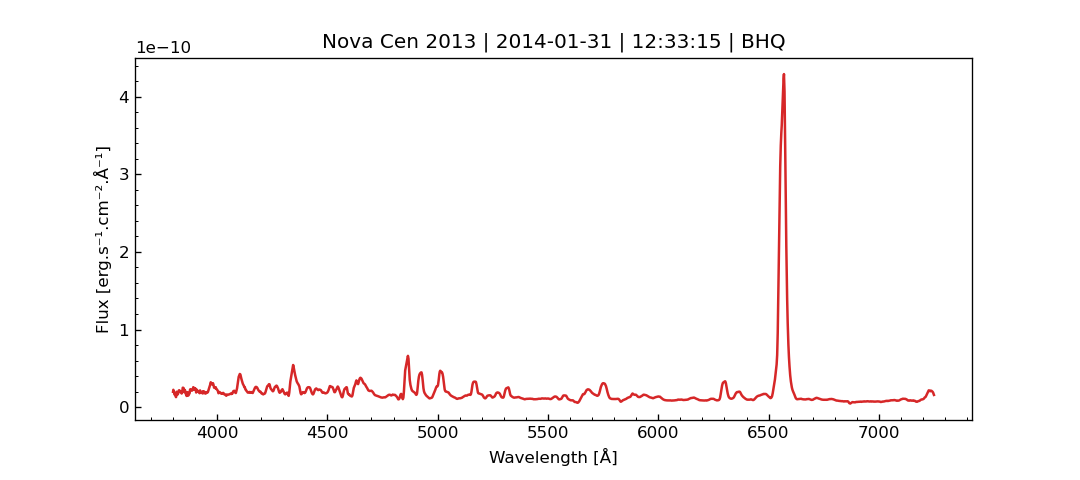 Nova Cen 2013 | 2014-01-31 | 12:33:15 | BHQ
1e−10
4
3
2
1
0
Flux [erg.s⁻¹.cm⁻².Å⁻¹]
4000 4500 5000 5500 6000 6500 7000
Wavelength [Å]